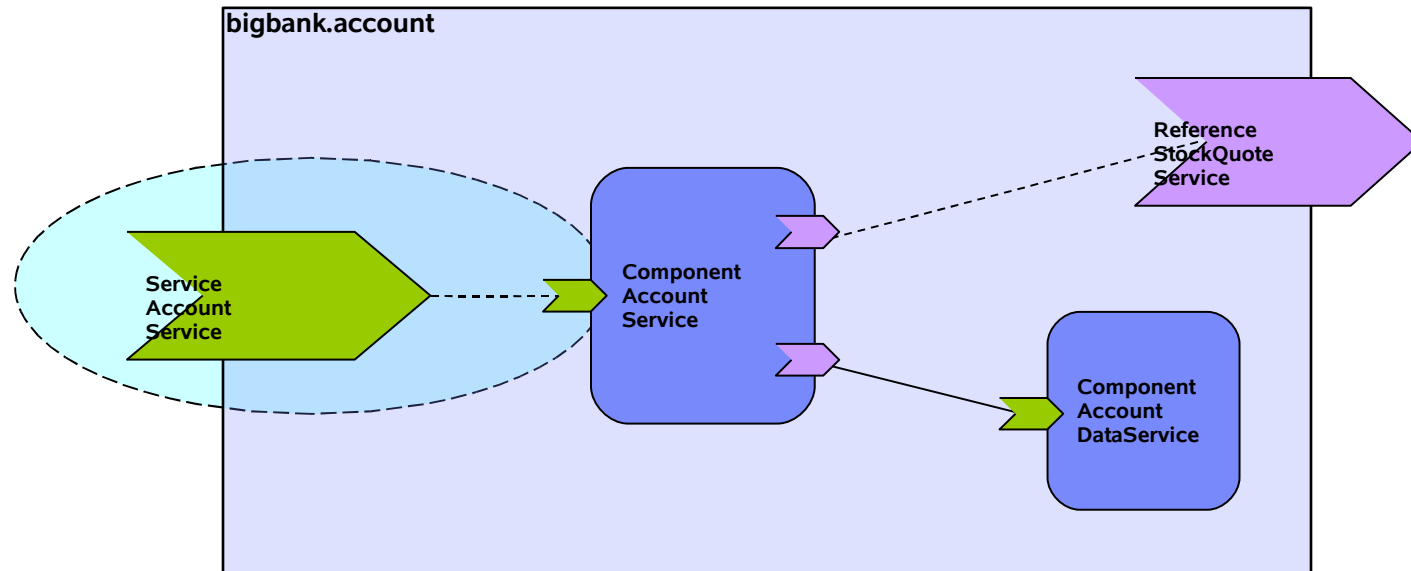 bigbank.account
Reference
StockQuote
Service
Service
Account
Service
Component
Account
Service
Component
Account
DataService